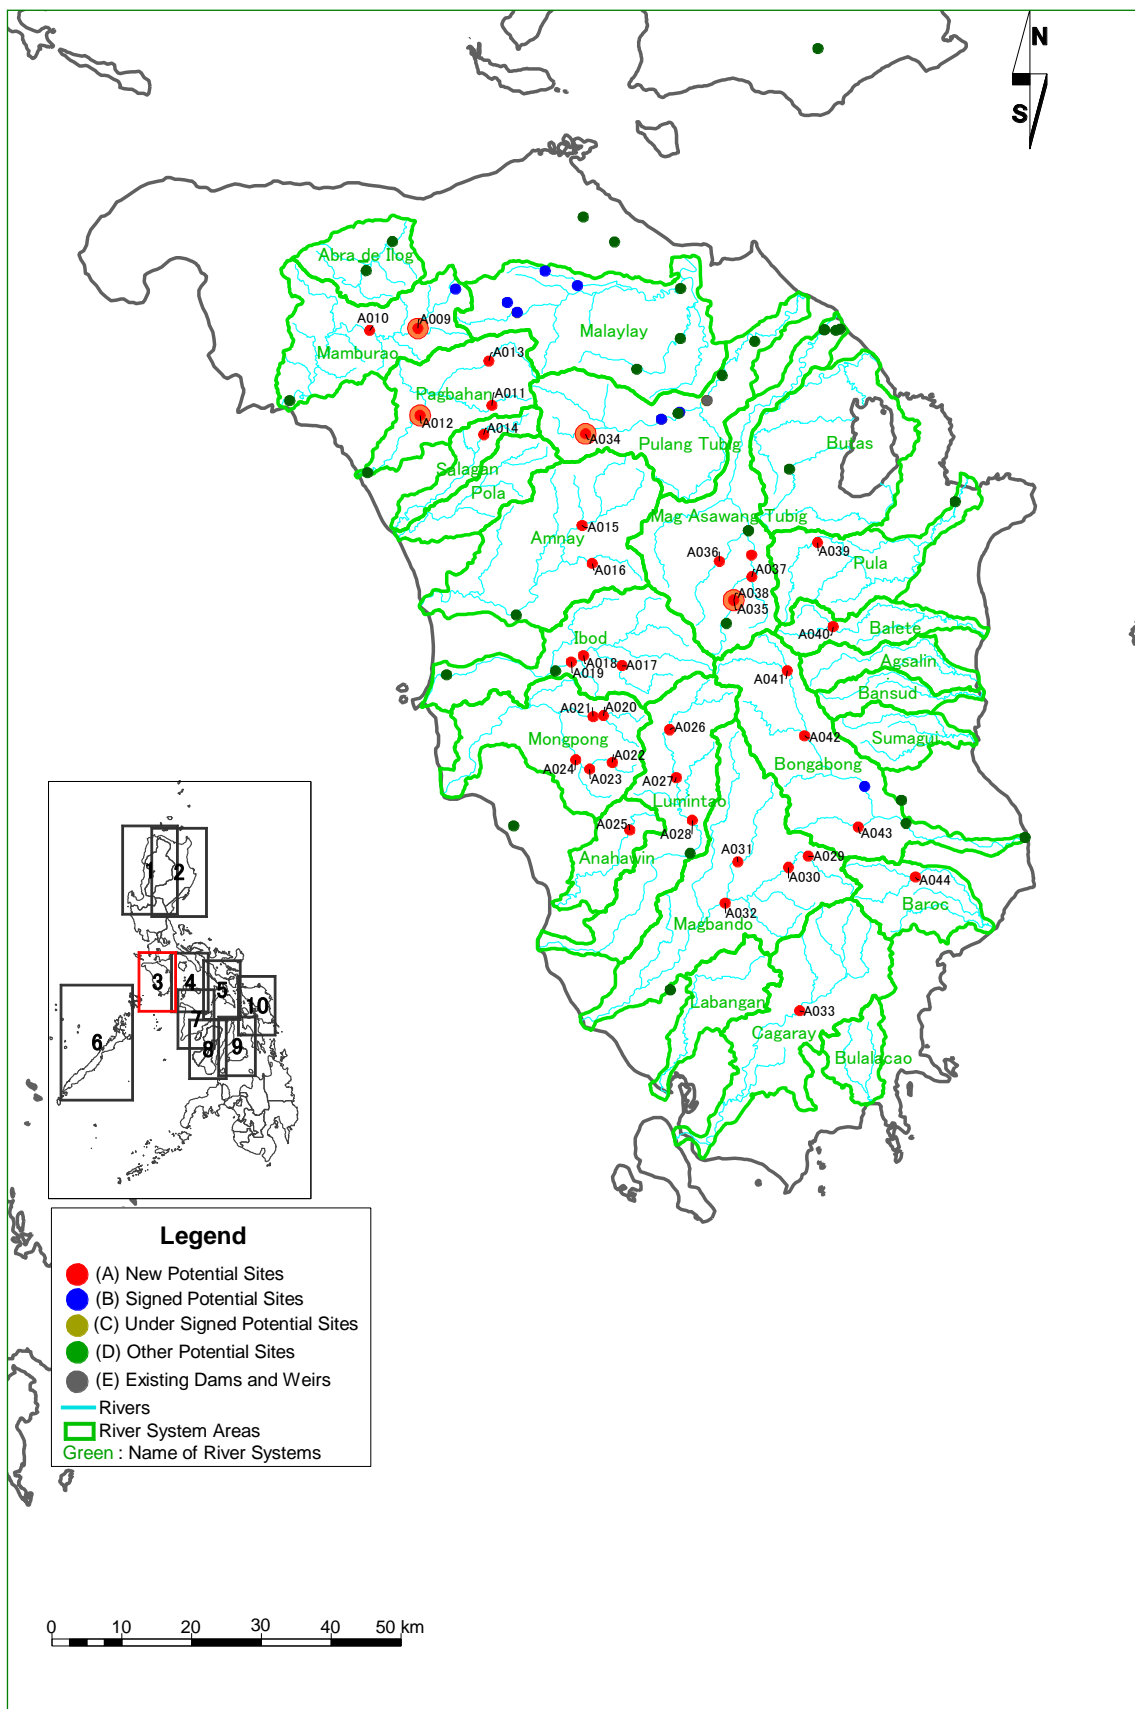 N
S
Abra de Ilog
A010
A009
Mamburao
Malaylay
A013
Pagbahan
A011
A012
A014
A034
Pulang Tubig
Butas
Salagan
Pola
Mag Asawang Tubig
A015
Amnay
A016
A036
A037
A038
A035
A039
Pula
A040
Balete
Ibod
A018
A017
A019
A041
Agsalin
Bansud
A021
A020
Mongpong
A026
A042
Sumagui
Bongabong
A022
A024
A023
A027
Lumintao
A025
A028
A043
Anahawin
A031
A029
A030
A044
Baroc
A032
Magbando
Labangan
A033
Cagaray
Bulalacao
1
2
3
4
5
10
6
7
8
9
Legend
(A) New Potential Sites
(B) Signed Potential Sites
(C) Under Signed Potential Sites
(D) Other Potential Sites
(E) Existing Dams and Weirs
Rivers
River System Areas
Green : Name of River Systems
0 10 20 30 40 50 km